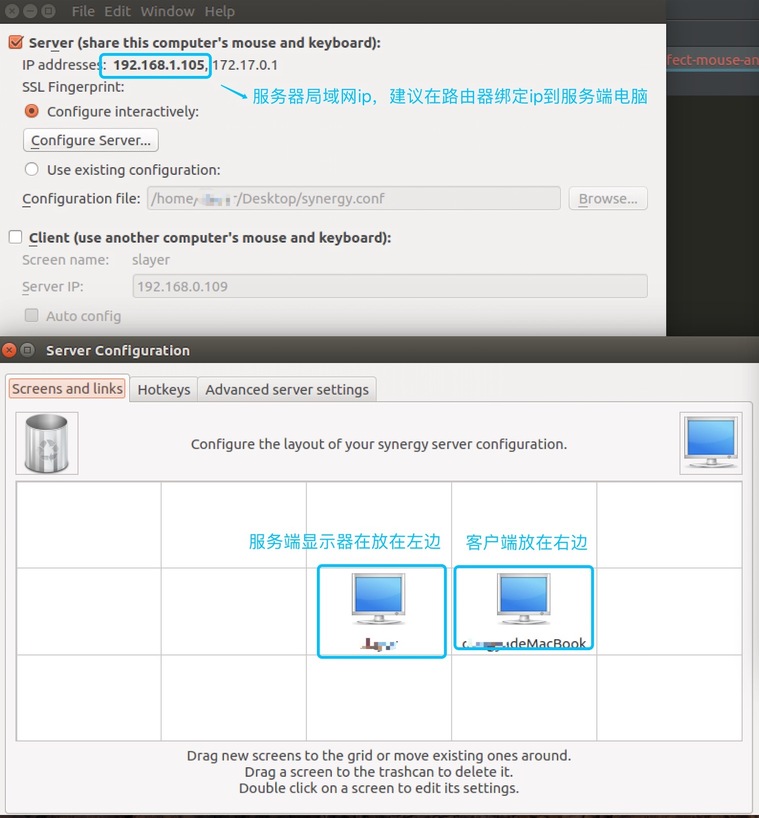 File Edit Window Help
Server (share this computer's mouse and keyboard):
IP addresses: 192.168.1.105, 172.17.0.1
fect-mouse-an
SSL Fingerprint:
服务器局域网ip，建议在路由器绑定ip到服务端电脑
Configure interactively:
Configure Server...
Use existing configuration:
Configuration file: /home/ /Desktop/synergy.conf Browse...
Client (use another computer's mouse and keyboard):
Screen name: slayer
Server IP: 192.168.0.109
Auto config
Server Configuration
Screens and links Hotkeys Advanced server settings
Configure the layout of your synergy server configuration.
服务端显示器在放在左边 客户端放在右边
deMacBook
Drag new screens to the grid or move existing ones around.
Drag a screen to the trashcan to delete it.
Double click on a screen to edit its settings.